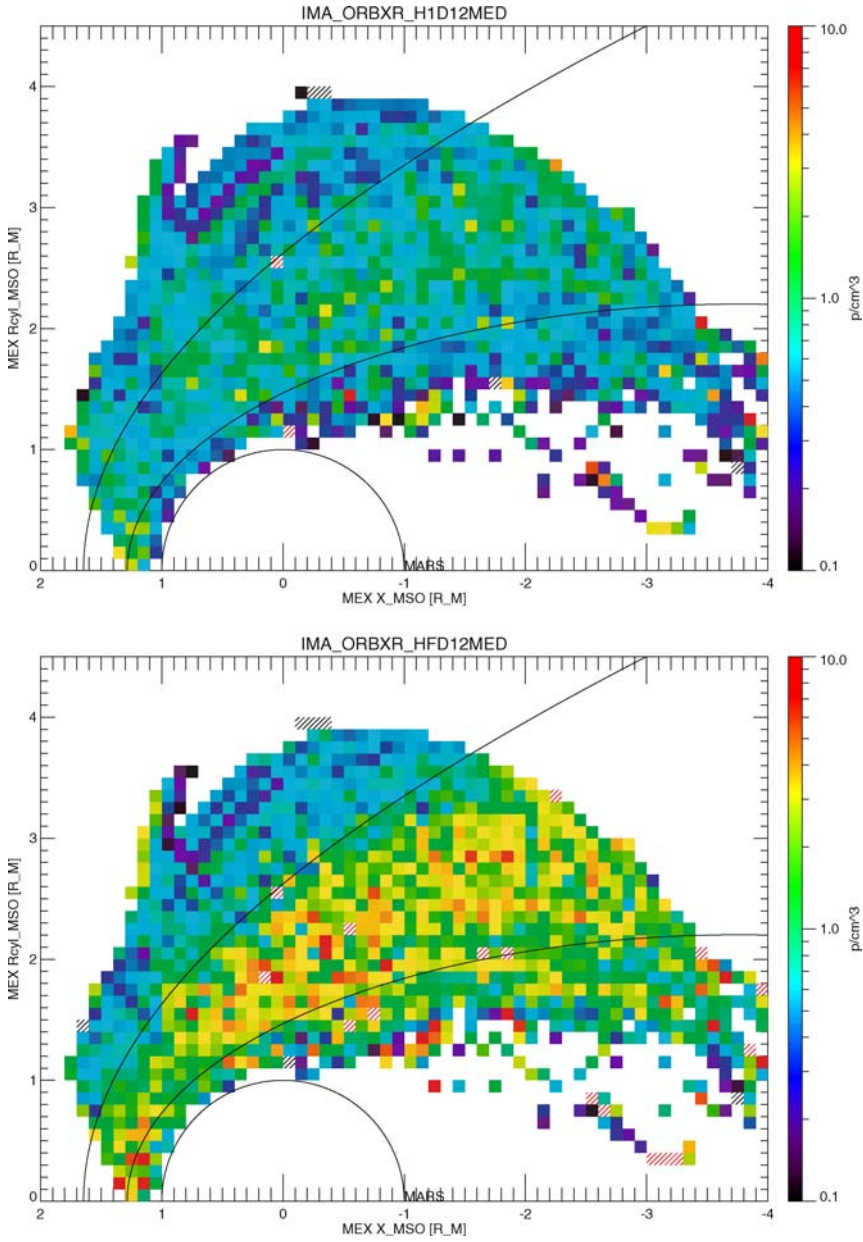 IMA_ORBXR_H1D12MED
10.0
4
3
MEX Rcyl_MSO [R_M]
1.0
p/cm^3
2
1
0
MARS
0.1
2 1 0 -1 -2 -3 -4
MEX X_MSO [R_M]
IMA_ORBXR_HFD12MED
10.0
4
3
MEX Rcyl_MSO [R_M]
1.0
p/cm^3
2
1
0
MARS
0.1
2 1 0 -1 -2 -3 -4
MEX X_MSO [R_M]